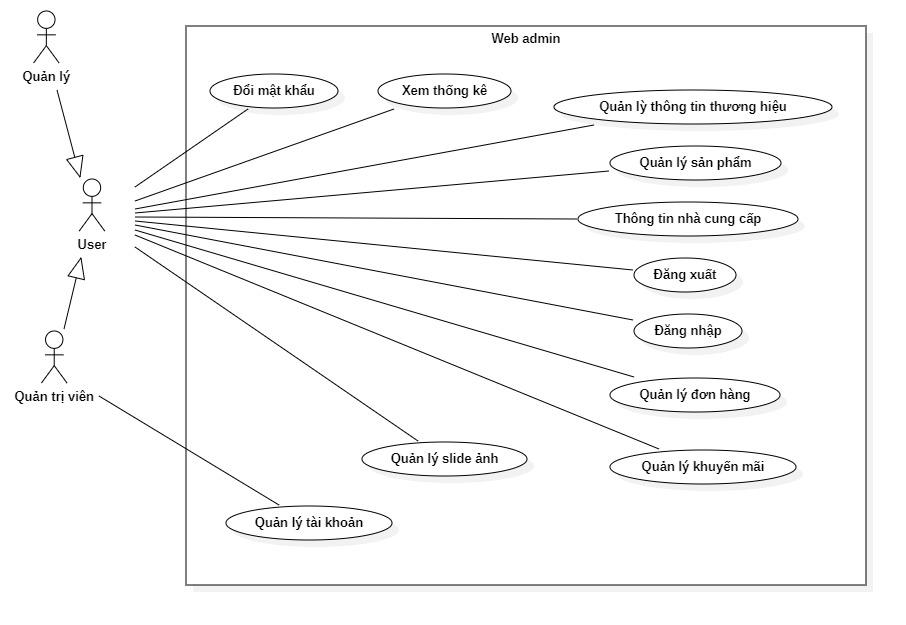 Web admin
Quản lý
Đổi mật khẩu
Xem thống kê
Quản lỳ thông tin thương hiệu
Quản lý sản phẩm
User
Thông tin nhà cung cấp
Đăng xuất
Đăng nhập
Quản trị viên
Quản lý đơn hàng
Quản lý slide ảnh
Quản lý khuyến mãi
Quản lý tài khoản